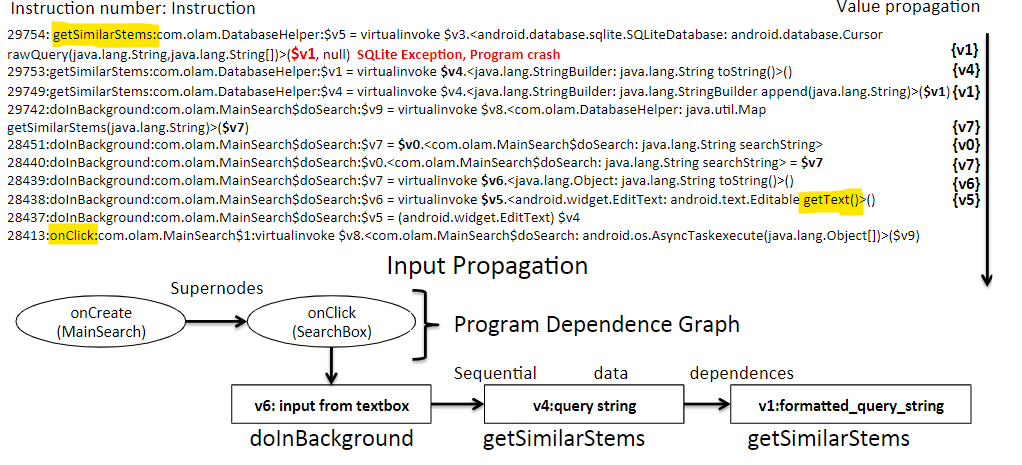 Instruction number: Instruction
Value propagation
29754: getSimilarStems:com.olam.DatabaseHelper:$v5 = virtualinvoke $v3.<android.database.sqlite.SQLiteDatabase: android.database.Cursor
rawQuery(java.lang.String,java.lang.String[])>($v1, null) SQLite Exception, Program crash {v1}
29753:getSimilarStems:com.olam.DatabaseHelper:$v1 = virtualinvoke $v4.<java.lang.StringBuilder: java.lang.String toString()>() {v4}
29749:getSimilarStems:com.olam.DatabaseHelper:$v4 = virtualinvoke $v4.<java.lang.StringBuilder: java.lang.StringBuilder append(java.lang.String)>($v1) {v1}
29742:doInBackground:com.olam.MainSearch$doSearch:$v9 = virtualinvoke $v8.<com.olam.DatabaseHelper: java.util.Map
getSimilarStems(java.lang.String)>($v7) {v7}
28451:doInBackground:com.olam.MainSearch$doSearch:$v7 = $v0.<com.olam.MainSearch$doSearch: java.lang.String searchString> {v0}
28440:doInBackground:com.olam.MainSearch$doSearch:$v0.<com.olam.MainSearch$doSearch: java.lang.String searchString> = $v7 {v7}
28439:doInBackground:com.olam.MainSearch$doSearch:$v7 = virtualinvoke $v6.<java.lang.Object: java.lang.String toString()>() {v6}
28438:doInBackground:com.olam.MainSearch$doSearch:$v6 = virtualinvoke $v5.<android.widget.EditText: android.text.Editable getText()>() {v5}
28437:doInBackground:com.olam.MainSearch$doSearch:$v5 = (android.widget.EditText) $v4
28413:onClick:com.olam.MainSearch$1:virtualinvoke $v8.<com.olam.MainSearch$doSearch: android.os.AsyncTaskexecute(java.lang.Object[])>($v9)
Input Propagation
Supernodes
onCreate
(MainSearch)
onClick
(SearchBox)
Program Dependence Graph
Sequential data dependences
v6: input from textbox
v4:query string
v1:formatted_query_string
doInBackground
getSimilarStems
getSimilarStems